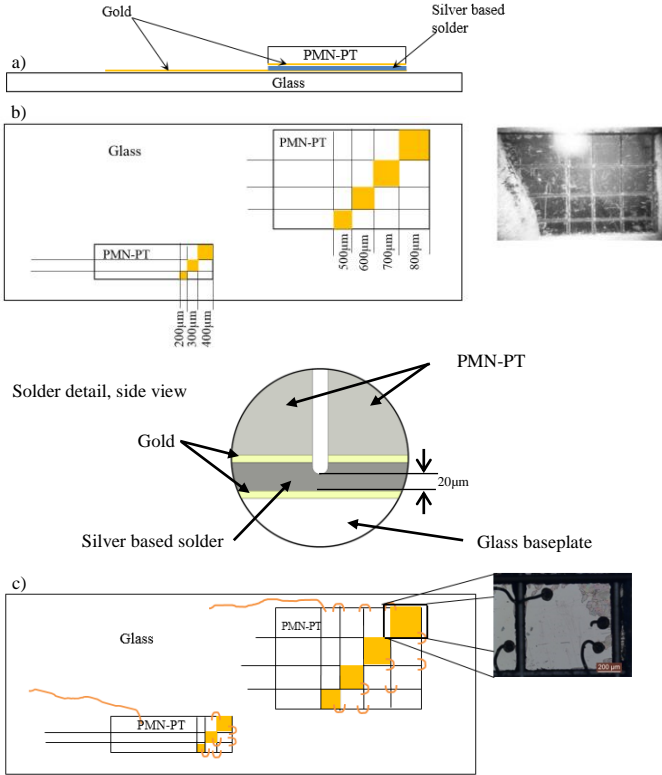 Gold
Silver based
solder
a)
PMN-PT
Glass
b)
Glass
PMN-PT
PMN-PT
500µm
600µm
700µm
800µm
200µm
300µm
400µm
PMN-PT
Solder detail, side view
Gold
20µm
Silver based solder
Glass baseplate
c)
Glass
PMN-PT
PMN-PT
200 µm